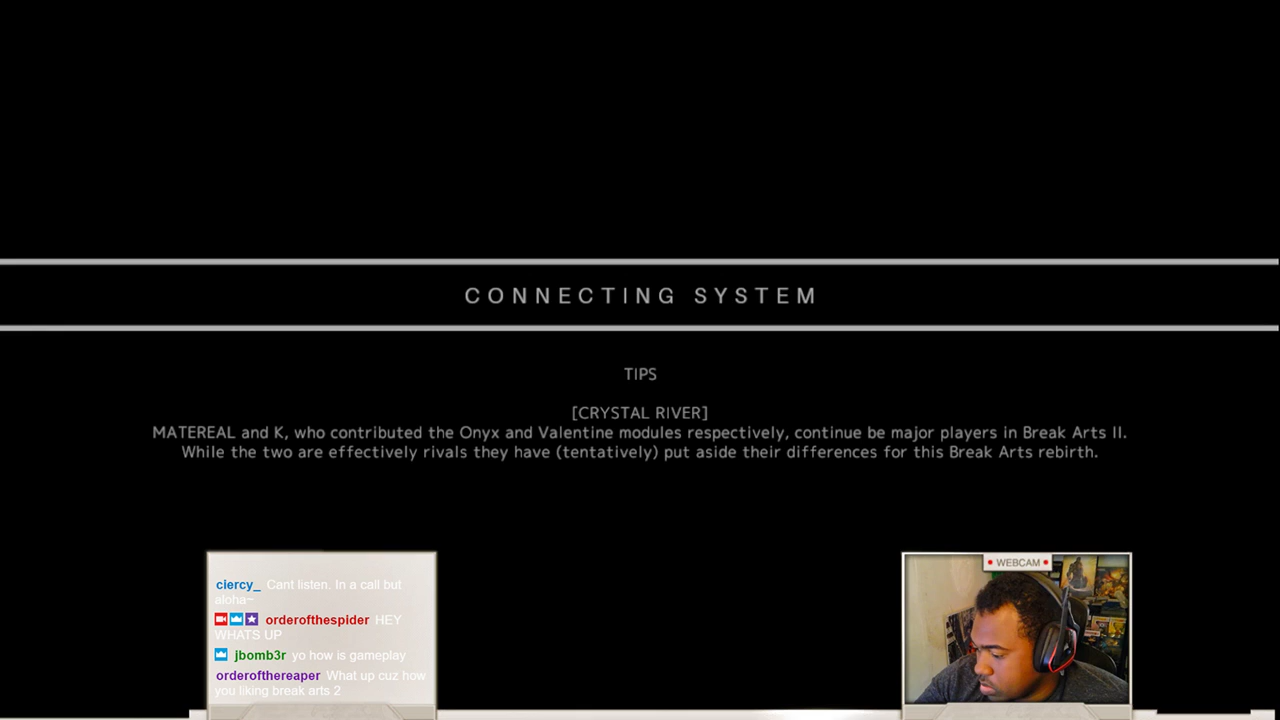 CONNECTING SYSTEM
TIPS
[CRYSTAL RIVER]
MATEREAL and K, who contributed the Onyx and Valentine modules respectively, continue be major players in Break Arts II.
While the two are effectively rivals they have (tentatively) put aside their differences for this Break Arts rebirth.
ciercy_ Cant listen. In a call but
aloha~
orderofthespider HEY
WHATS UP
jbomb3r yo how is gameplay
orderofthereaper What up cuz how
you liking break arts 2
WEBCAM